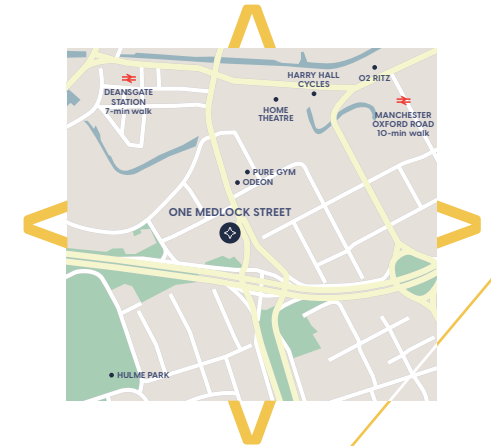 HARRY HALL
CYCLES
O2 RITZ
DEANSGATE
STATION
7-min walk
HOME
THEATRE
MANCHESTER
OXFORD ROAD
10-min walk
PURE GYM
ODEON
ONE MEDLOCK STREET
HULME PARK